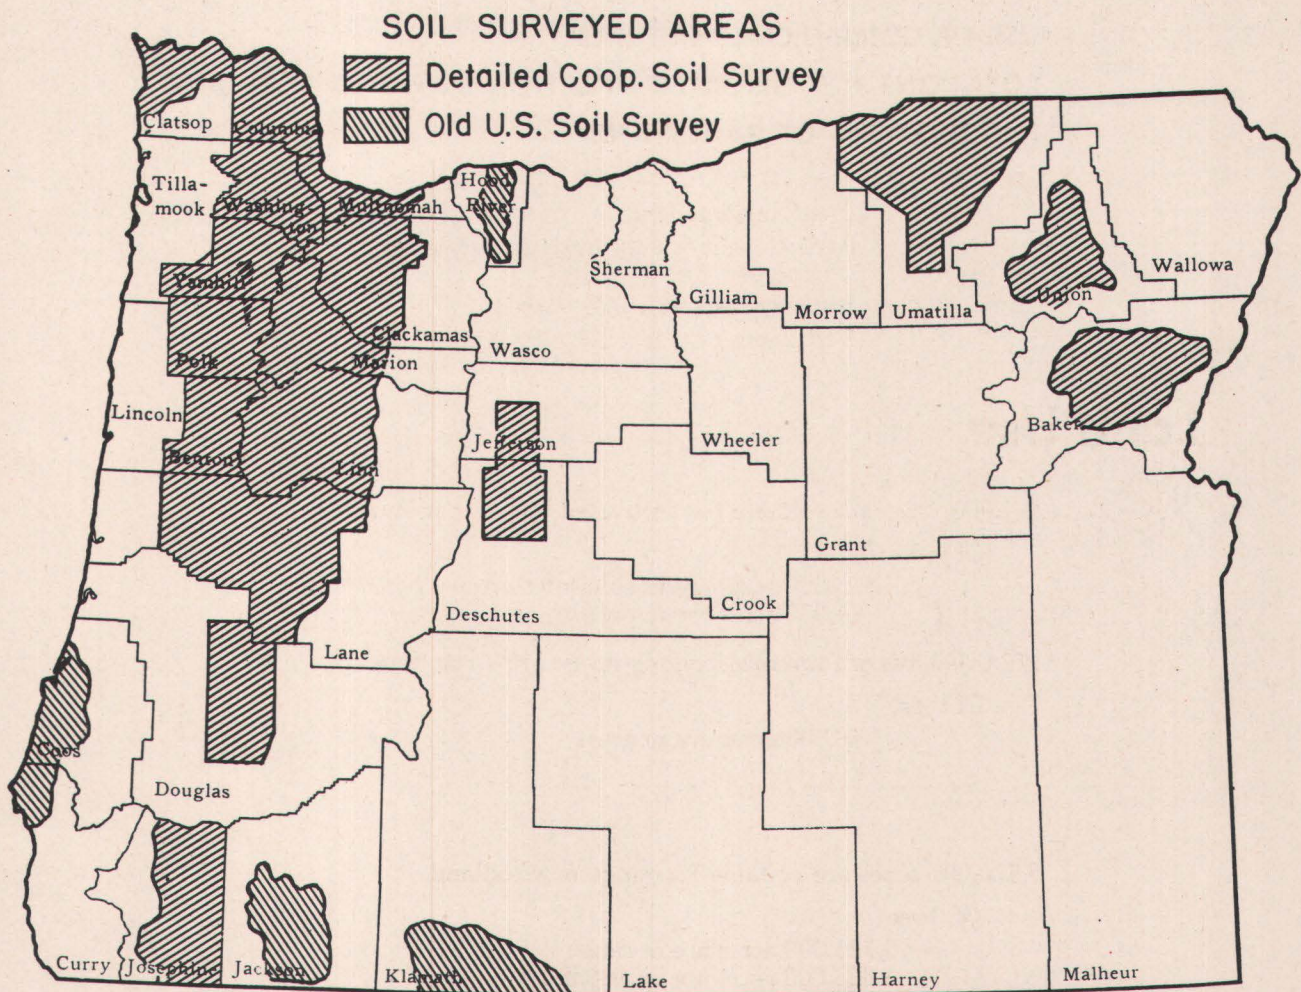 SOIL SURVEYED AREAS
Detailed Coop. Soil Survey
Old U.S. Soil Survey
Clatsop
Columbia
Tilla-
mook
Washing-
ton
Multnomah
Hood
River
Sherman
Gilliam
Morrow
Umatilla
Union
Wallowa
Yamhill
Clackamas
Wasco
Polk
Marion
Lincoln
Jefferson
Wheeler
Baker
Benton
Linn
Grant
Deschutes
Crook
Lane
Coos
Douglas
Curry
Josephine
Jackson
Klamath
Lake
Harney
Malheur